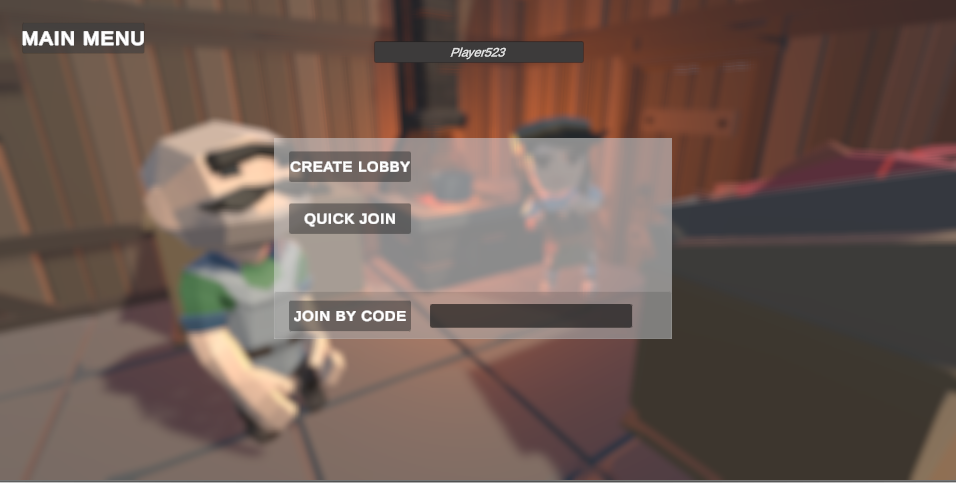 MAIN MENU
Player523
CREATE LOBBY
QUICK JOIN
JOIN BY CODE